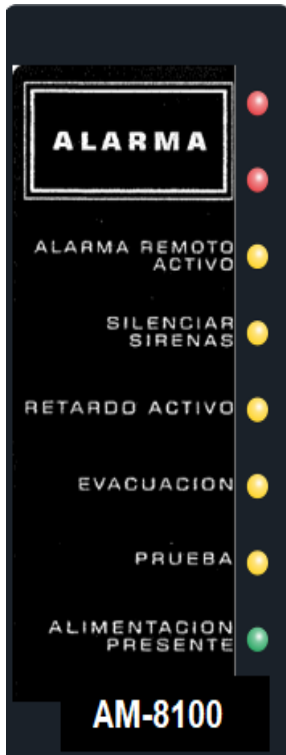 ALARMA
ALARMA REMOTO
ACTIVO
SILENCIAR
SIRENAS
RETARDO ACTIVO
EVACUACION
PRUEBA
ALIMENTACION
PRESENTE
AM-8100